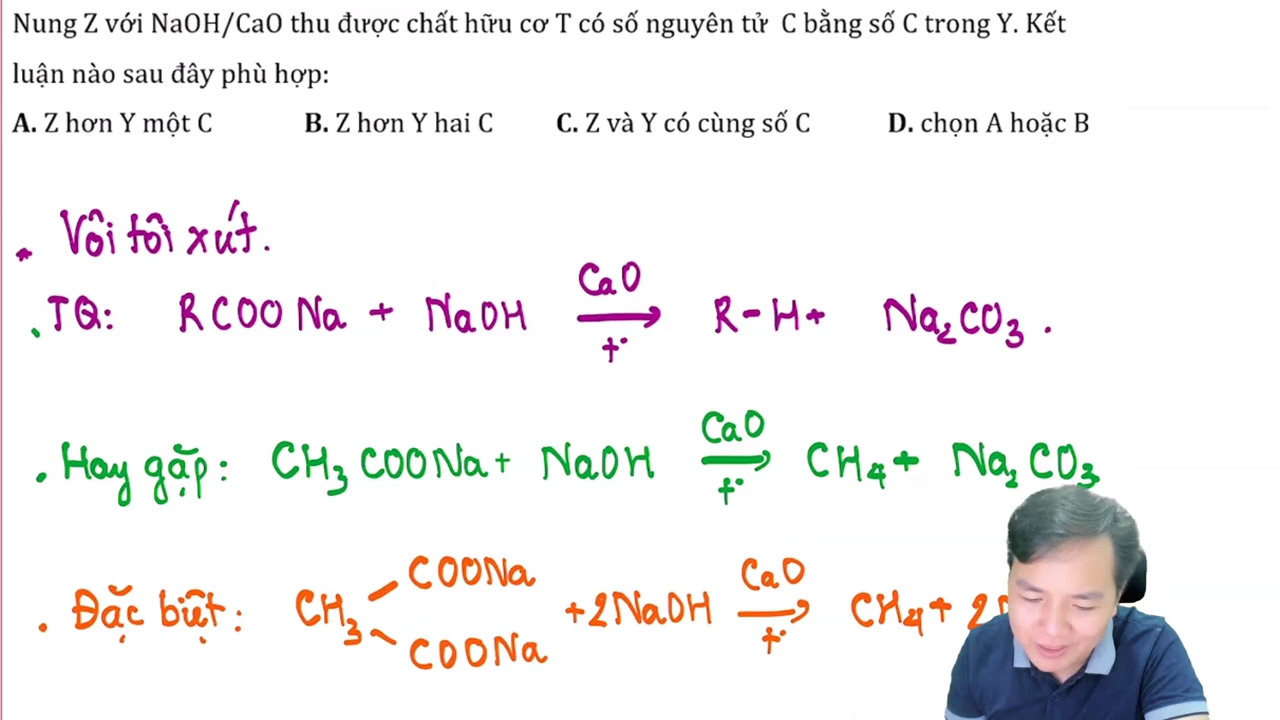 Nung Z với NaOH/CaO thu được chất hữu cơ T có số nguyên tử C bằng số C trong Y. Kết
luận nào sau đây phù hợp:
A. Z hơn Y một C B. Z hơn Y hai C C. Z và Y có cùng số C D. chọn A hoặc B
* Vôi tôi xút.
• TQ: RCOONa + NaOH CaO t° → R-H + Na₂CO₃.
• Hay gặp: CH₃COONa + NaOH CaO t° → CH₄ + Na₂CO₃
• Đặc biệt: CH₃ COONa COONa + 2NaOH CaO t° → CH₄ + 2